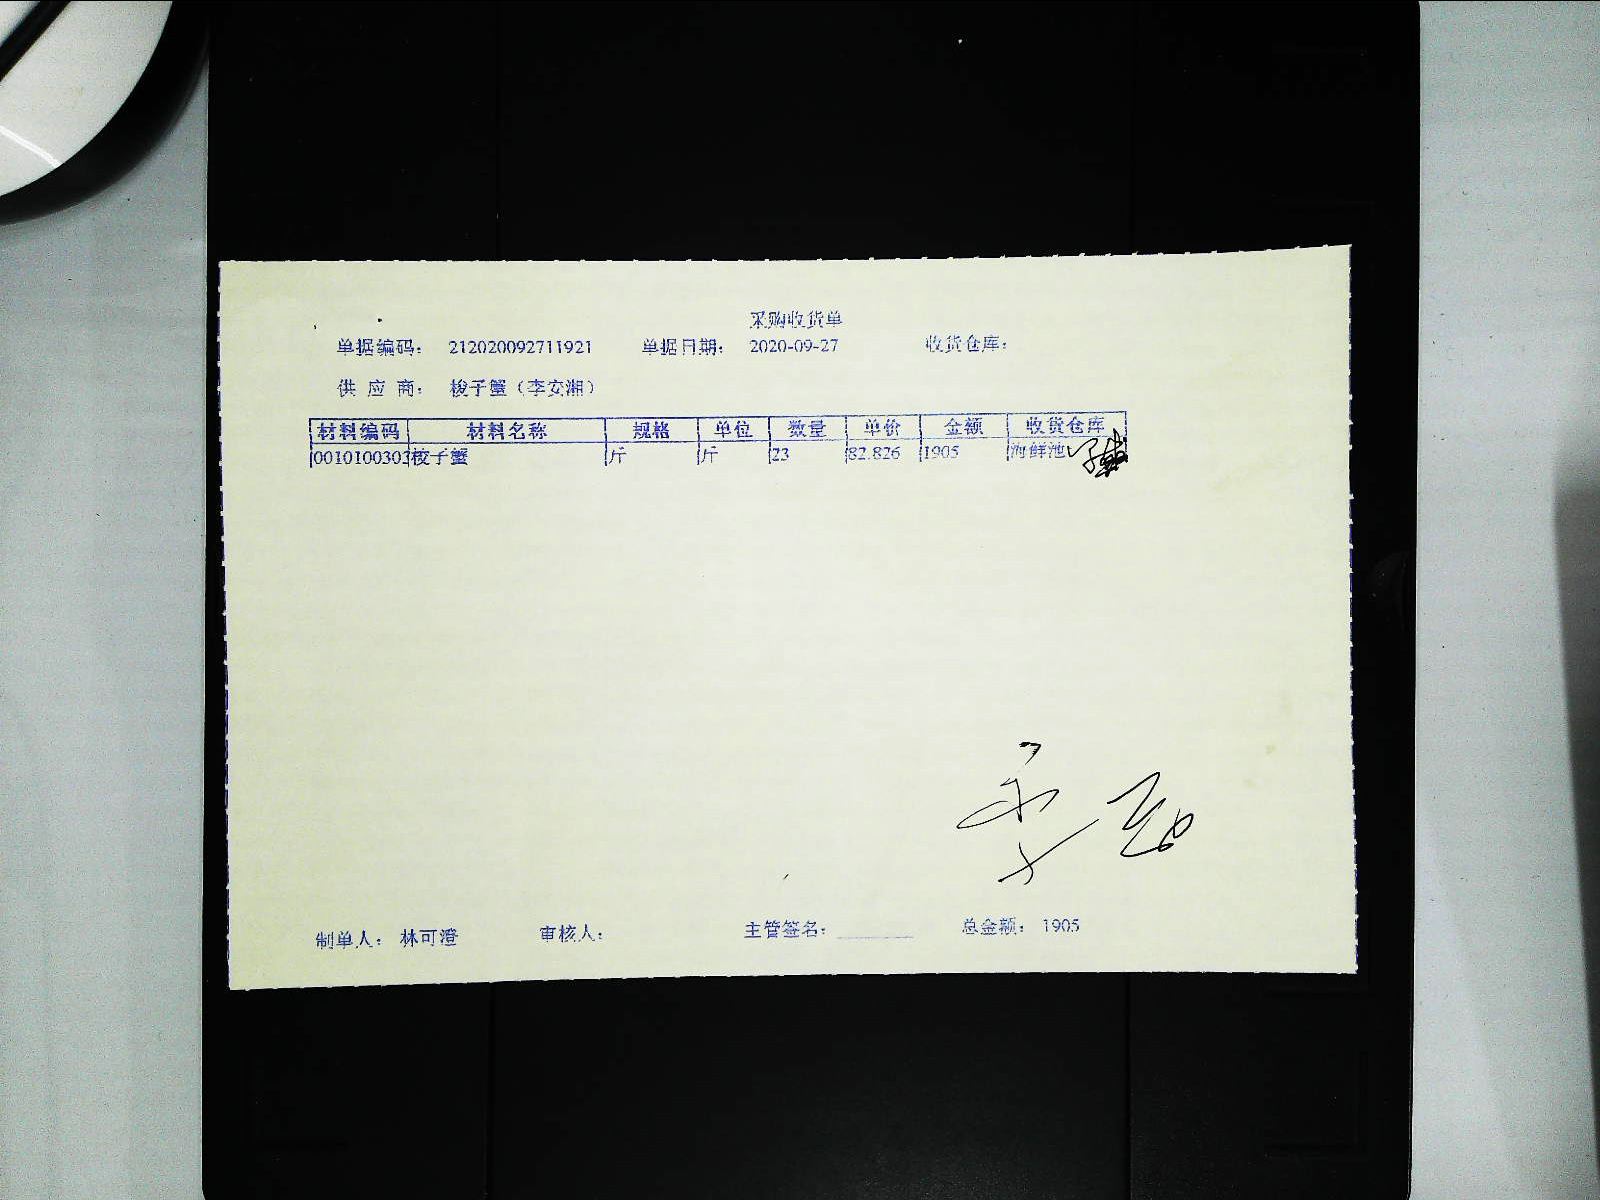 采购收货单
单据编码： 212020092711921 单据日期： 2020-09-27 收货仓库：
供 应 商： 梭子蟹（李安湘）
材料编码 材料名称 规格 单位 数量 单价 金额 收货仓库
0010100303 梭子蟹 斤 斤 23 82.826 1905 海鲜池
制单人： 林可澄 审核人： 主管签名： 总金额： 1905